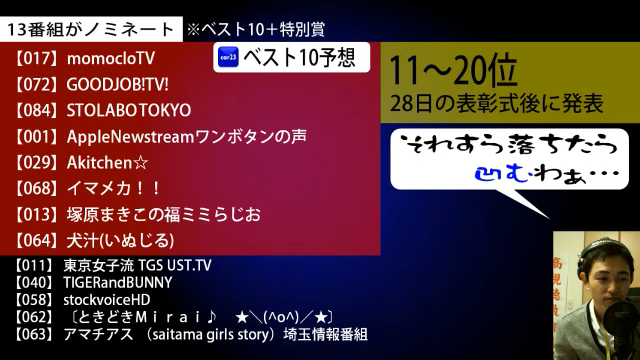 13番組がノミネート ※ベスト10＋特別賞
car23 ベスト10予想
【017】momocloTV
【072】GOODJOB!TV!
【084】STOLABO TOKYO
【001】AppleNewstreamワンボタンの声
【029】Akitchen☆
【068】イマメカ！！
【013】塚原まきこの福ミミらじお
【064】犬汁(いぬじる)
【011】東京女子流 TGS UST.TV
【040】TIGERandBUNNY
【058】stockvoiceHD
【062】〔ときどきＭｉｒａｉ♪　★＼(^o^)／★〕
【063】アマチアス （saitama girls story）埼玉情報番組
11〜20位
28日の表彰式後に発表
それすら落ちたら
凹むわぁ…